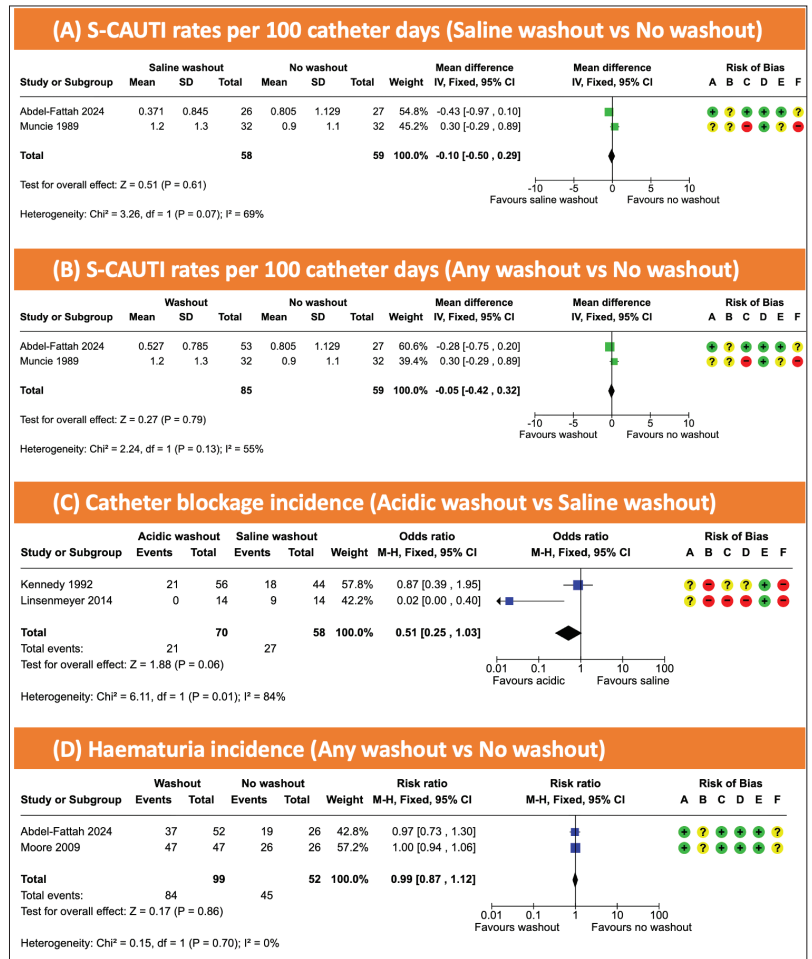 (A) S-CAUTI rates per 100 catheter days (Saline washout vs No washout)
Saline washout No washout Mean difference Mean difference Risk of Bias
Study or Subgroup Mean SD Total Mean SD Total Weight IV, Fixed, 95% CI IV, Fixed, 95% CI A B C D E F
Abdel-Fattah 2024 0.371 0.845 26 0.805 1.129 27 54.8% -0.43 [-0.97 , 0.10] + ? + + + ?
Muncie 1989 1.2 1.3 32 0.9 1.1 32 45.2% 0.30 [-0.29 , 0.89] ? ? − + ? −
Total 58 59 100.0% -0.10 [-0.50 , 0.29]
Test for overall effect: Z = 0.51 (P = 0.61)
-10 -5 0 5 10
Favours saline washout Favours no washout
Heterogeneity: Chi² = 3.26, df = 1 (P = 0.07); I² = 69%
(B) S-CAUTI rates per 100 catheter days (Any washout vs No washout)
Washout No washout Mean difference Mean difference Risk of Bias
Study or Subgroup Mean SD Total Mean SD Total Weight IV, Fixed, 95% CI IV, Fixed, 95% CI A B C D E F
Abdel-Fattah 2024 0.527 0.785 53 0.805 1.129 27 60.6% -0.28 [-0.75 , 0.20] + ? + + + ?
Muncie 1989 1.2 1.3 32 0.9 1.1 32 39.4% 0.30 [-0.29 , 0.89] ? ? − + ? −
Total 85 59 100.0% -0.05 [-0.42 , 0.32]
Test for overall effect: Z = 0.27 (P = 0.79)
-10 -5 0 5 10
Favours washout Favours no washout
Heterogeneity: Chi² = 2.24, df = 1 (P = 0.13); I² = 55%
(C) Catheter blockage incidence (Acidic washout vs Saline washout)
Acidic washout Saline washout Odds ratio Odds ratio Risk of Bias
Study or Subgroup Events Total Events Total Weight M-H, Fixed, 95% CI M-H, Fixed, 95% CI A B C D E F
Kennedy 1992 21 56 18 44 57.8% 0.87 [0.39 , 1.95] ? − ? ? + −
Linsenmeyer 2014 0 14 9 14 42.2% 0.02 [0.00 , 0.40] ? − − − + −
Total 70 58 100.0% 0.51 [0.25 , 1.03]
Total events: 21 27
Test for overall effect: Z = 1.88 (P = 0.06)
0.01 0.1 1 10 100
Favours acidic Favours saline
Heterogeneity: Chi² = 6.11, df = 1 (P = 0.01); I² = 84%
(D) Haematuria incidence (Any washout vs No washout)
Washout No washout Risk ratio Risk ratio Risk of Bias
Study or Subgroup Events Total Events Total Weight M-H, Fixed, 95% CI M-H, Fixed, 95% CI A B C D E F
Abdel-Fattah 2024 37 52 19 26 42.8% 0.97 [0.73 , 1.30] + ? + + + ?
Moore 2009 47 47 26 26 57.2% 1.00 [0.94 , 1.06] + ? + + + ?
Total 99 52 100.0% 0.99 [0.87 , 1.12]
Total events: 84 45
Test for overall effect: Z = 0.17 (P = 0.86)
0.01 0.1 1 10 100
Favours washout Favours no washout
Heterogeneity: Chi² = 0.15, df = 1 (P = 0.70); I² = 0%